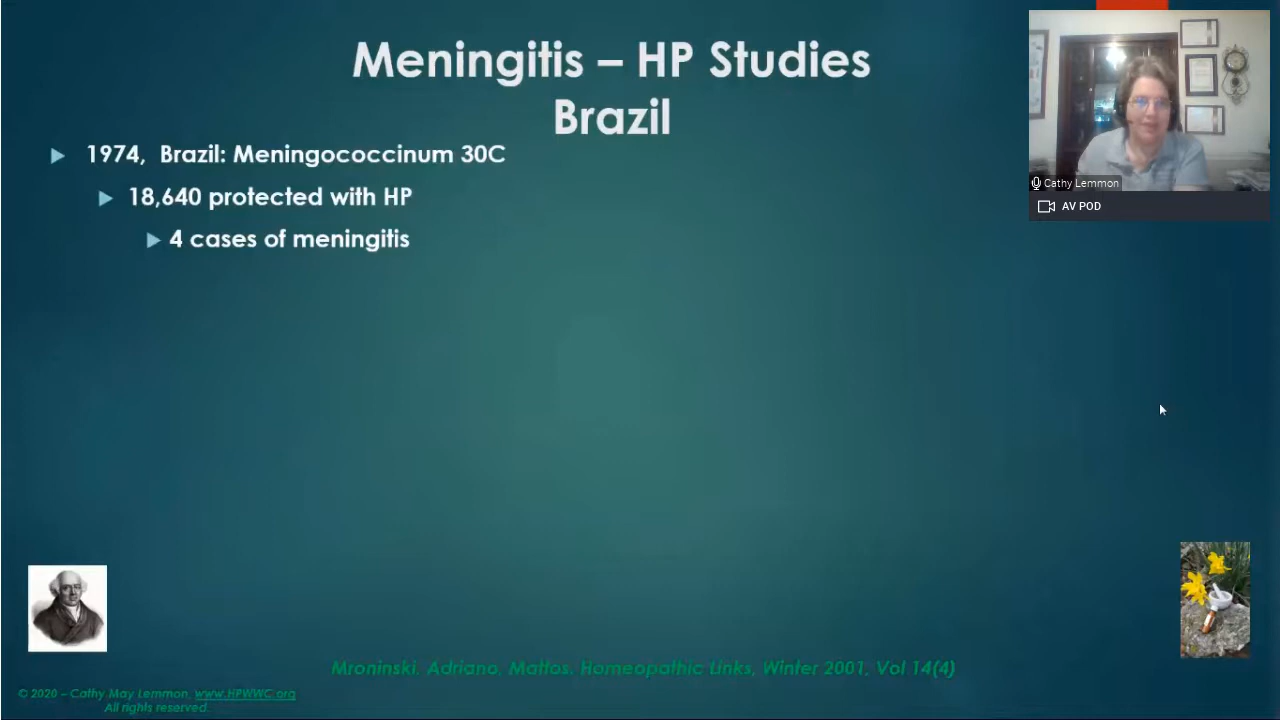 Meningitis – HP Studies
Brazil
1974, Brazil: Meningococcinum 30C
18,640 protected with HP
4 cases of meningitis
Cathy Lemmon
AV POD
Mroninski, Adriano, Mattos, Homeopathic Links, Winter 2001, Vol 14(4)
© 2020 – Cathy May Lemmon, www.HPWWC.org
All rights reserved.